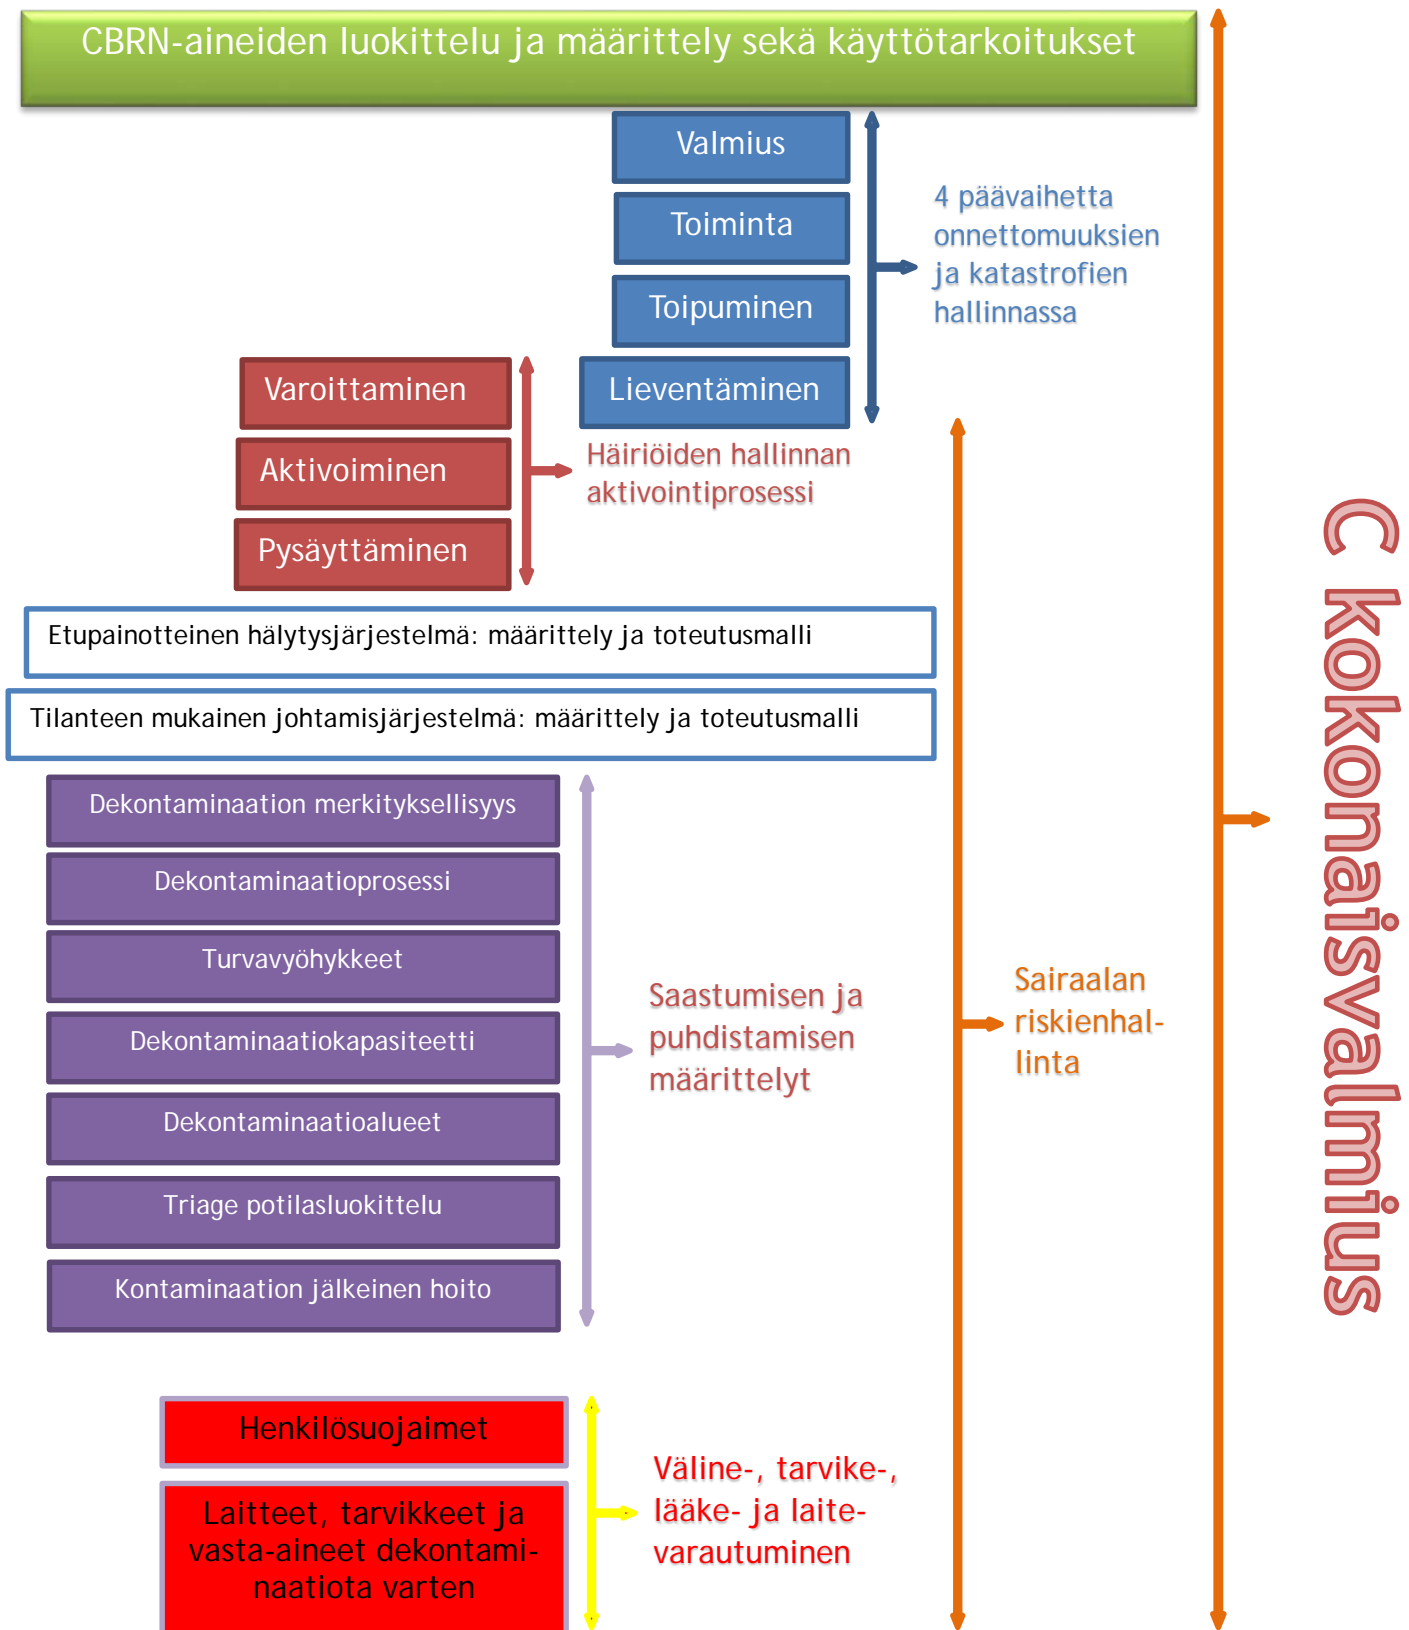 CBRN-aineiden luokittelu ja määrittely sekä käyttötarkoitukset
Valmius
Toiminta
Toipuminen
Lieventäminen
4 päävaihetta
onnettomuuksien
ja katastrofien
hallinnassa
Varoittaminen
Aktivoiminen
Pysäyttäminen
Häiriöiden hallinnan
aktivointiprosessi
Etupainotteinen hälytysjärjestelmä: määrittely ja toteutusmalli
Tilanteen mukainen johtamisjärjestelmä: määrittely ja toteutusmalli
Dekontaminaation merkityksellisyys
Dekontaminaatioprosessi
Turvavyöhykkeet
Dekontaminaatiokapasiteetti
Dekontaminaatioalueet
Triage potilasluokittelu
Kontaminaation jälkeinen hoito
Saastumisen ja
puhdistamisen
määrittelyt
Henkilösuojaimet
Laitteet, tarvikkeet ja
vasta-aineet dekontami-
naatiota varten
Väline-, tarvike-,
lääke- ja laite-
varautuminen
Sairaalan
riskienhal-
linta
C kokonaisvalmius